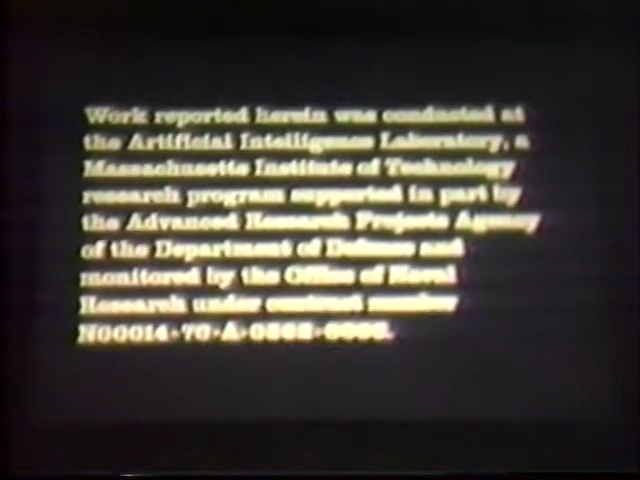 Work reported herein was conducted at
the Artificial Intelligence Laboratory, a
Massachusetts Institute of Technology
research program supported in part by
the Advanced Research Projects Agency
of the Department of Defense and
monitored by the Office of Naval
Research under contract number
N00014-70-A-